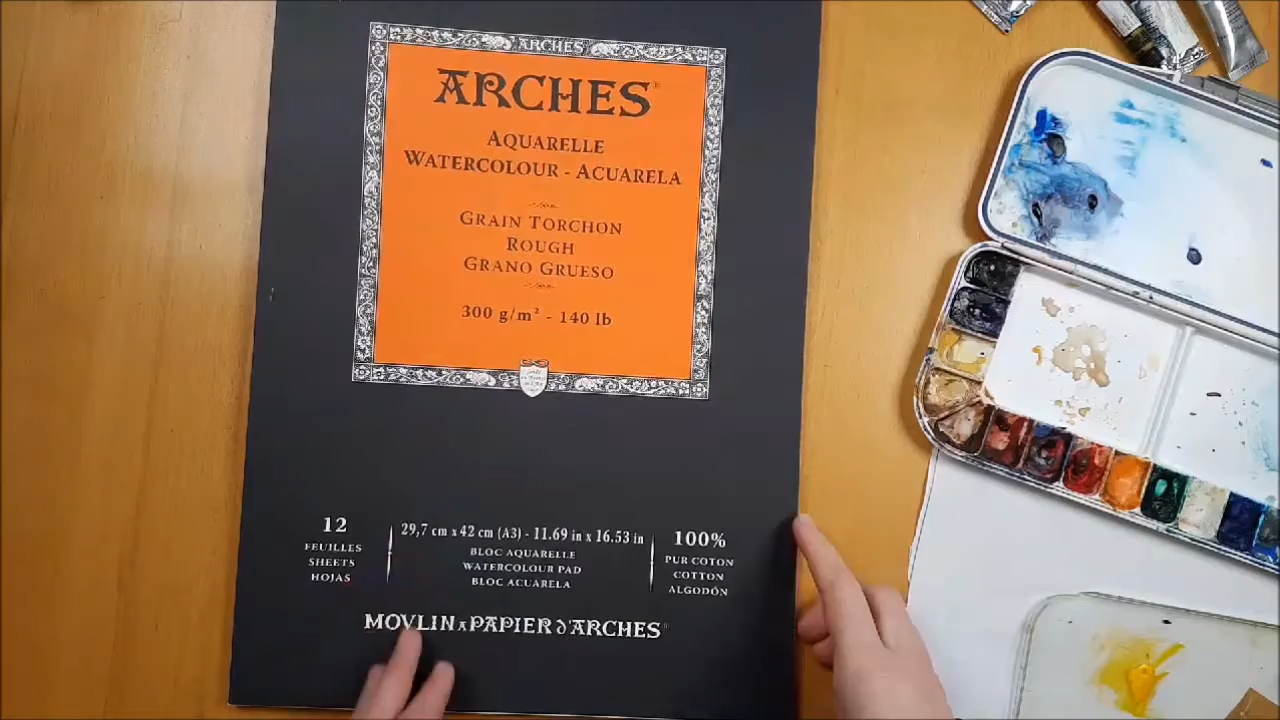 ARCHES
ARCHES®
AQUARELLE
WATERCOLOUR - ACUARELA
GRAIN TORCHON
ROUGH
GRANO GRUESO
300 g/m² - 140 lb
12
FEUILLES
SHEETS
HOJAS
29,7 cm x 42 cm (A3) - 11.69 in x 16.53 in
BLOC AQUARELLE
WATERCOLOUR PAD
BLOC ACUARELA
100%
PUR COTON
COTTON
ALGODÓN
MOVLIN A PAPIER D'ARCHES®